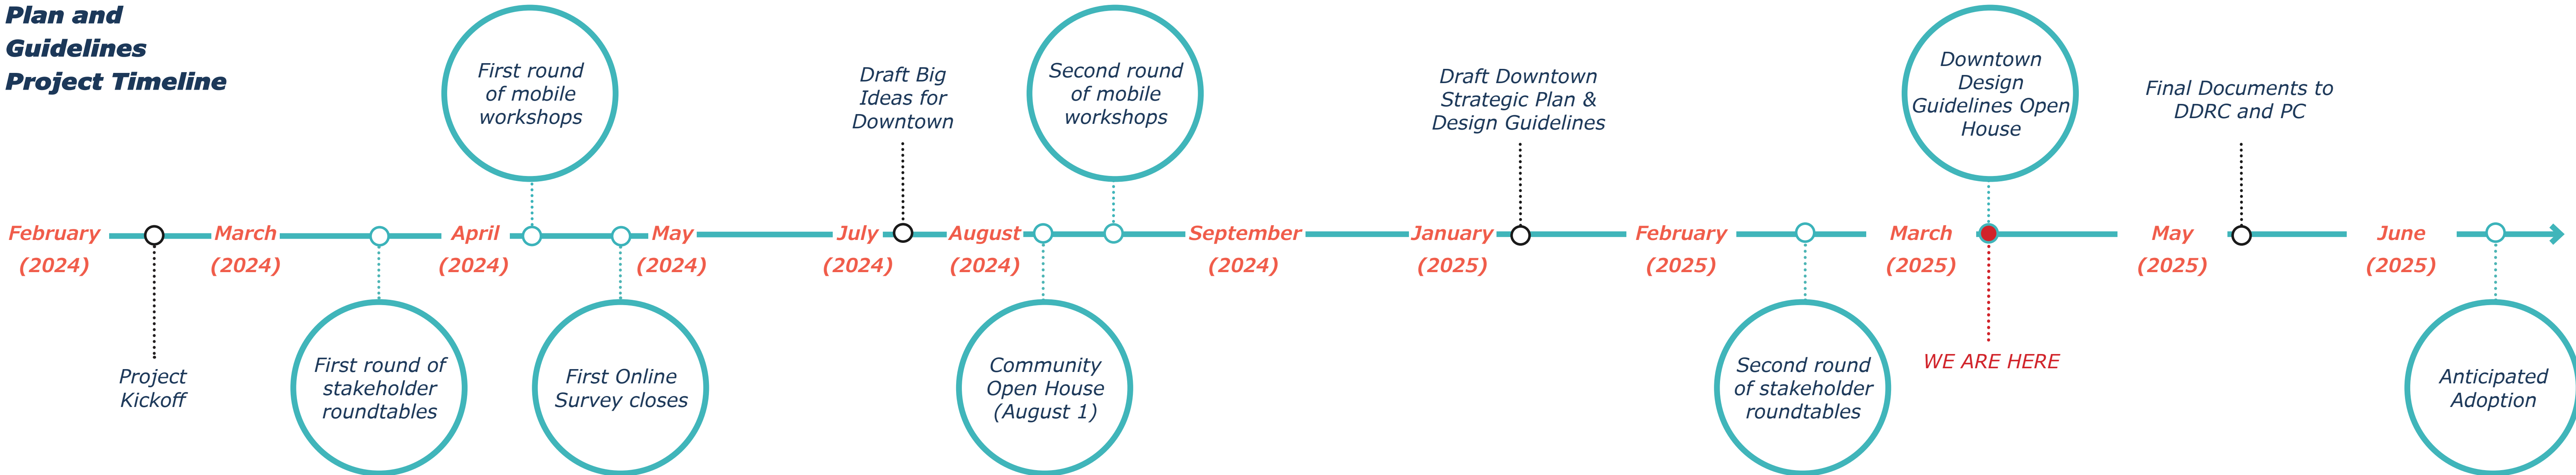 Plan and
Guidelines
Project Timeline
First round
of mobile
workshops
Draft Big
Ideas for
Downtown
Second round
of mobile
workshops
Draft Downtown
Strategic Plan &
Design Guidelines
Downtown
Design
Guidelines Open
House
Final Documents to
DDRC and PC
February
(2024)
March
(2024)
April
(2024)
May
(2024)
July
(2024)
August
(2024)
September
(2024)
January
(2025)
February
(2025)
March
(2025)
May
(2025)
June
(2025)
Project
Kickoff
First round of
stakeholder
roundtables
First Online
Survey closes
Community
Open House
(August 1)
Second round
of stakeholder
roundtables
WE ARE HERE
Anticipated
Adoption